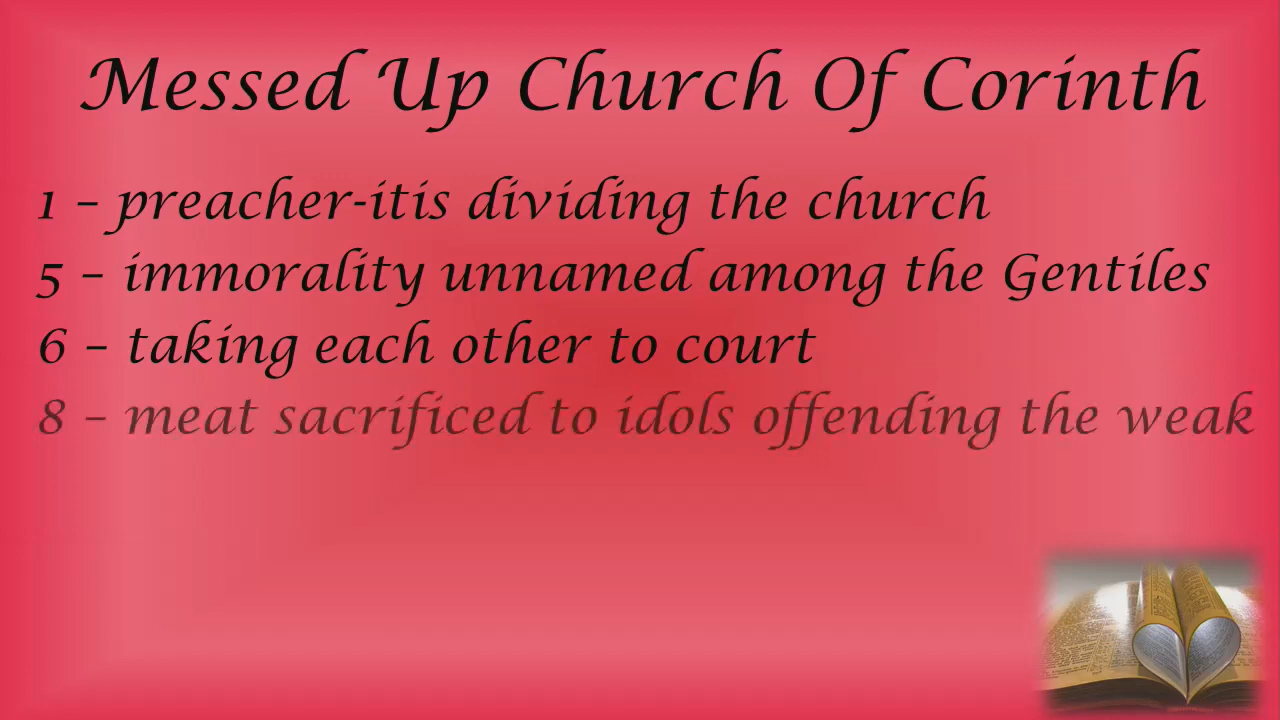 Messed Up Church Of Corinth
1 – preacher-itis dividing the church
5 – immorality unnamed among the Gentiles
6 – taking each other to court
8 – meat sacrificed to idols offending the weak